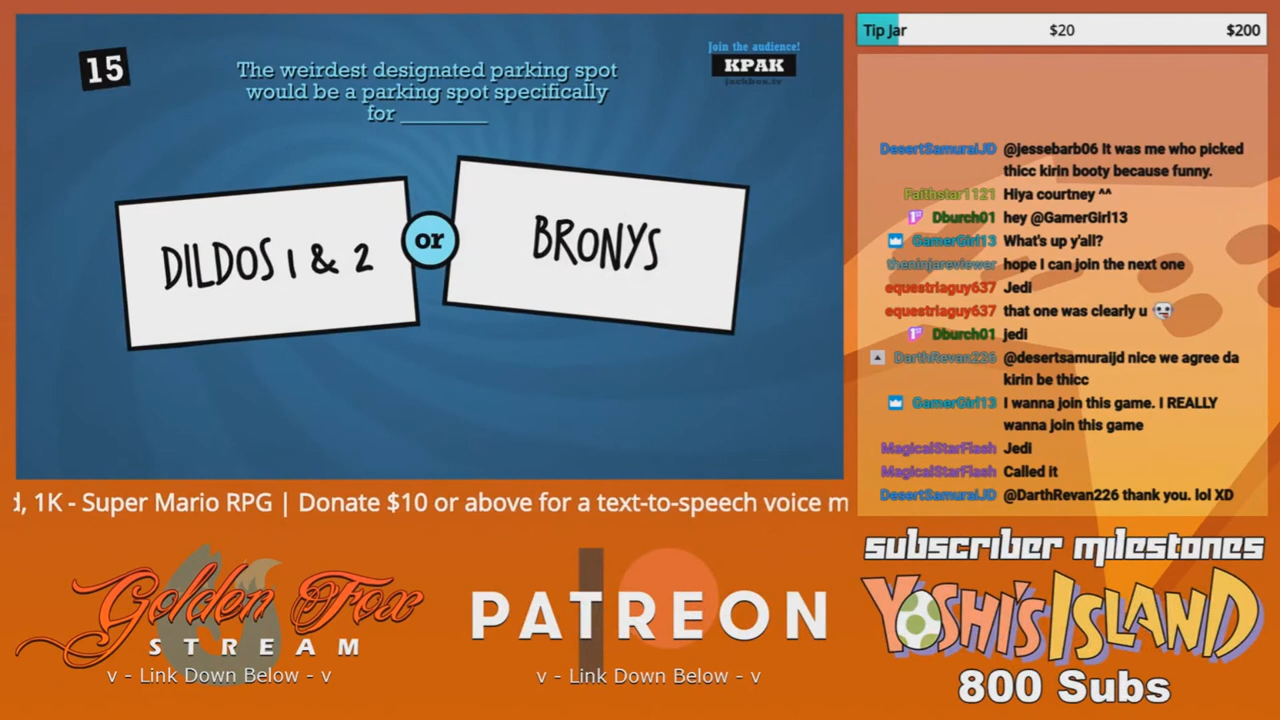 15
The weirdest designated parking spot
would be a parking spot specifically
for ________
Join the audience!
KPAK
jackbox.tv
DILDOS 1 & 2
or
BRONYS
d, 1K - Super Mario RPG | Donate $10 or above for a text-to-speech voice m
Golden Fox
STREAM
v - Link Down Below - v
PATREON
v - Link Down Below - v
Tip Jar $20 $200
DesertSamuraiJD @jessebarb06 It was me who picked
thicc kirin booty because funny.
Faithstar1121 Hiya courtney ^^
Dburch01 hey @GamerGirl13
GamerGirl13 What's up y'all?
theninjareviewer hope I can join the next one
equestriaguy637 Jedi
equestriaguy637 that one was clearly u
Dburch01 jedi
DarthRevan226 @desertsamuraijd nice we agree da
kirin be thicc
GamerGirl13 I wanna join this game. I REALLY
wanna join this game
MagicalStarFlash Jedi
MagicalStarFlash Called it
DesertSamuraiJD @DarthRevan226 thank you. lol XD
subscriber milestones
YOSHI'S ISLAND
800 Subs